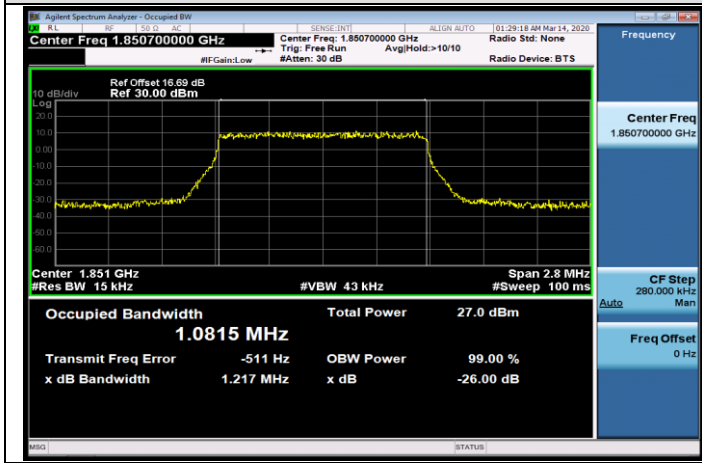 Agilent Spectrum Analyzer - Occupied BW
RL RF 50 Ω AC SENSE:INT ALIGN AUTO 01:29:18 AM Mar 14, 2020
Center Freq 1.850700000 GHz Center Freq: 1.850700000 GHz Radio Std: None
Trig: Free Run Avg|Hold:>10/10
#IFGain:Low #Atten: 30 dB Radio Device: BTS
Ref Offset 16.69 dB
10 dB/div Ref 30.00 dBm
Log
20.0
10.0
0.00
-10.0
-20.0
-30.0
-40.0
-50.0
-60.0
Center 1.851 GHz Span 2.8 MHz
#Res BW 15 kHz #VBW 43 kHz #Sweep 100 ms
Occupied Bandwidth Total Power 27.0 dBm
1.0815 MHz
Transmit Freq Error -511 Hz OBW Power 99.00 %
x dB Bandwidth 1.217 MHz x dB -26.00 dB
MSG STATUS
Frequency
Center Freq
1.850700000 GHz
CF Step
280.000 kHz
Auto Man
Freq Offset
0 Hz